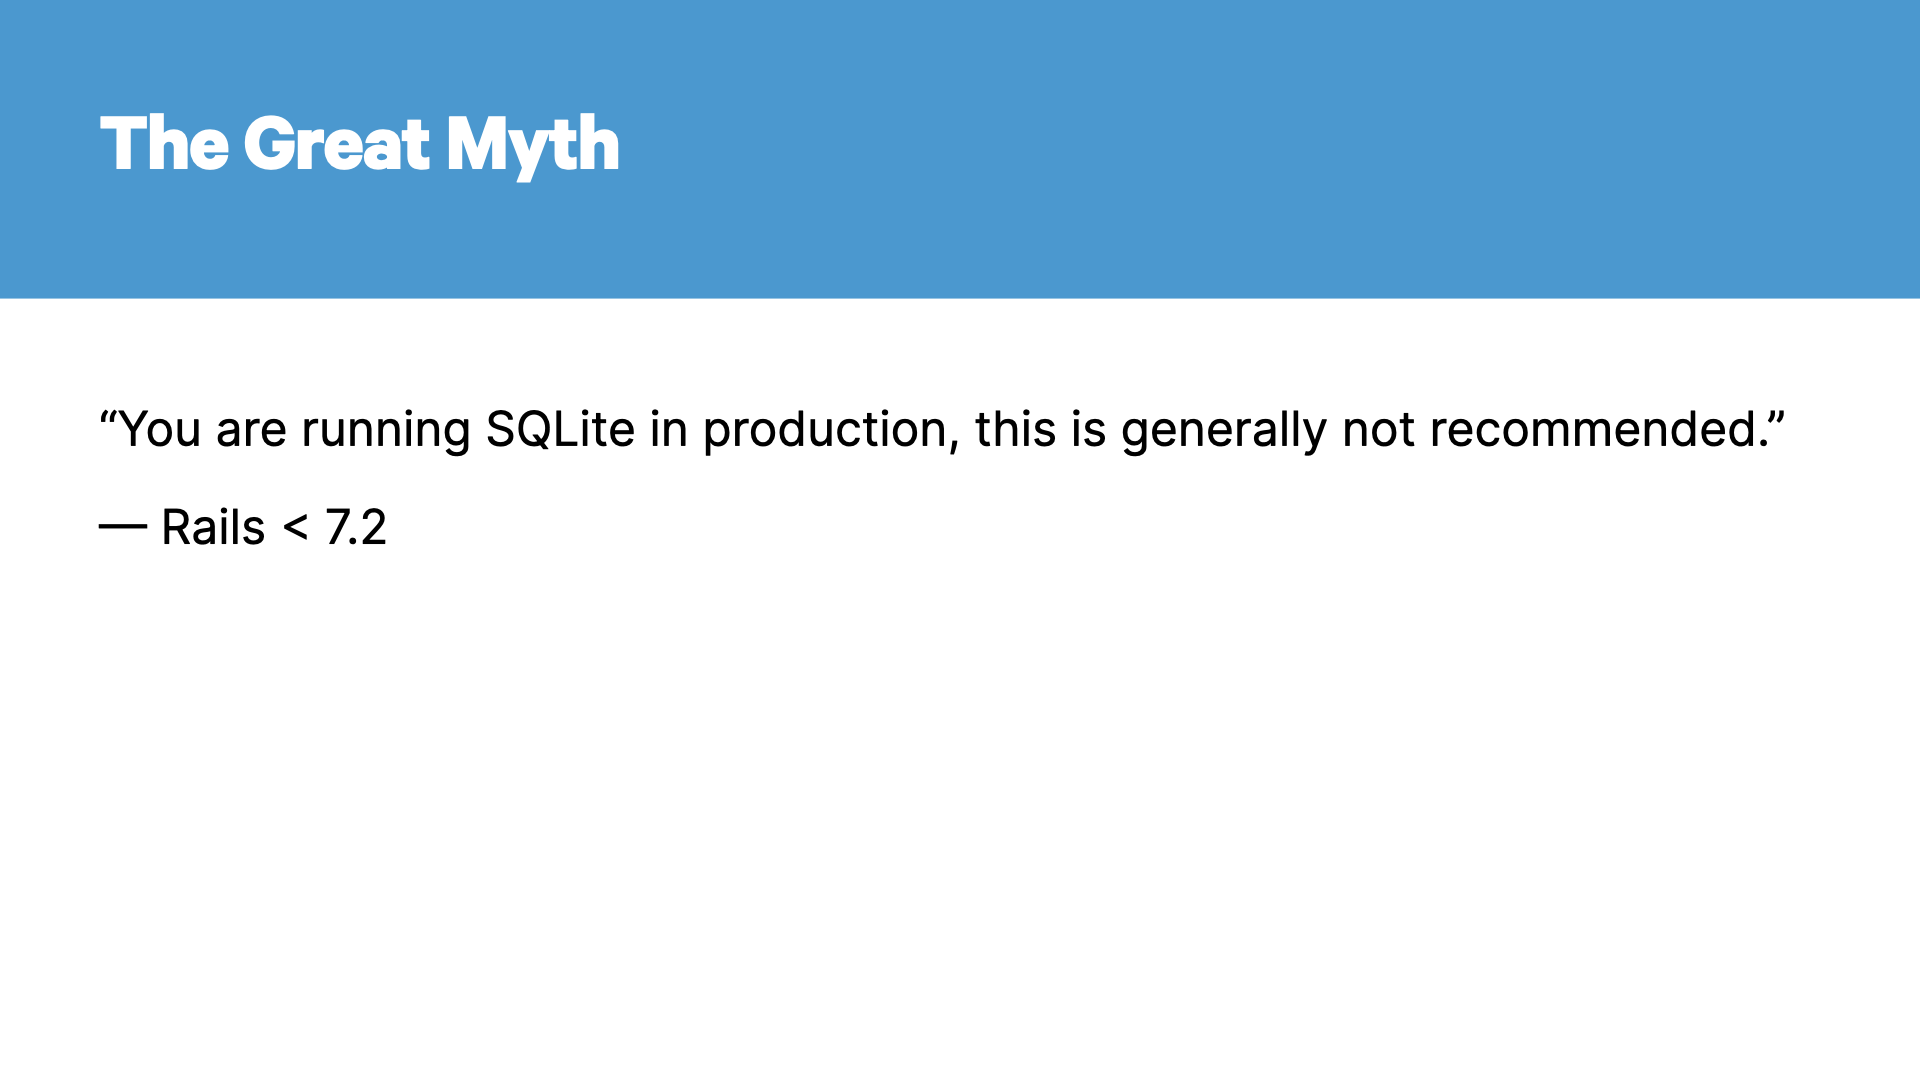 The Great Myth
“You are running SQLite in production, this is generally not recommended.”
— Rails < 7.2